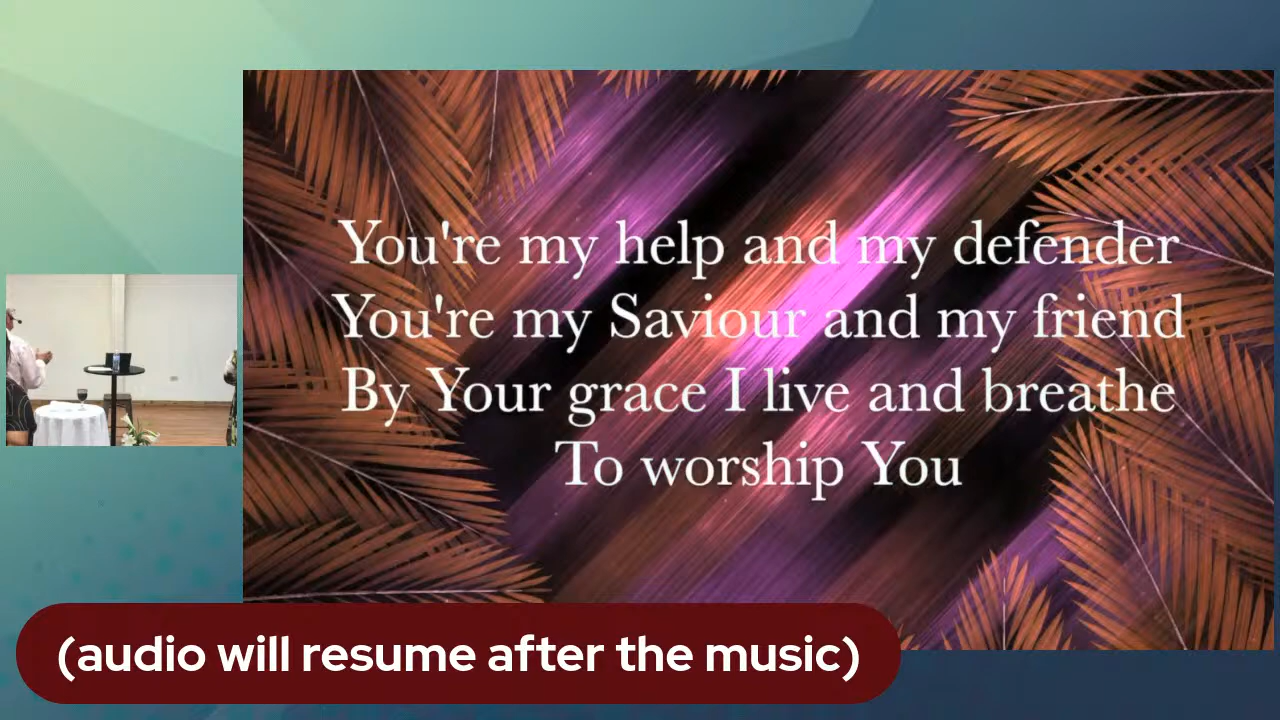 You're my help and my defender
You're my Saviour and my friend
By Your grace I live and breathe
To worship You
(audio will resume after the music)